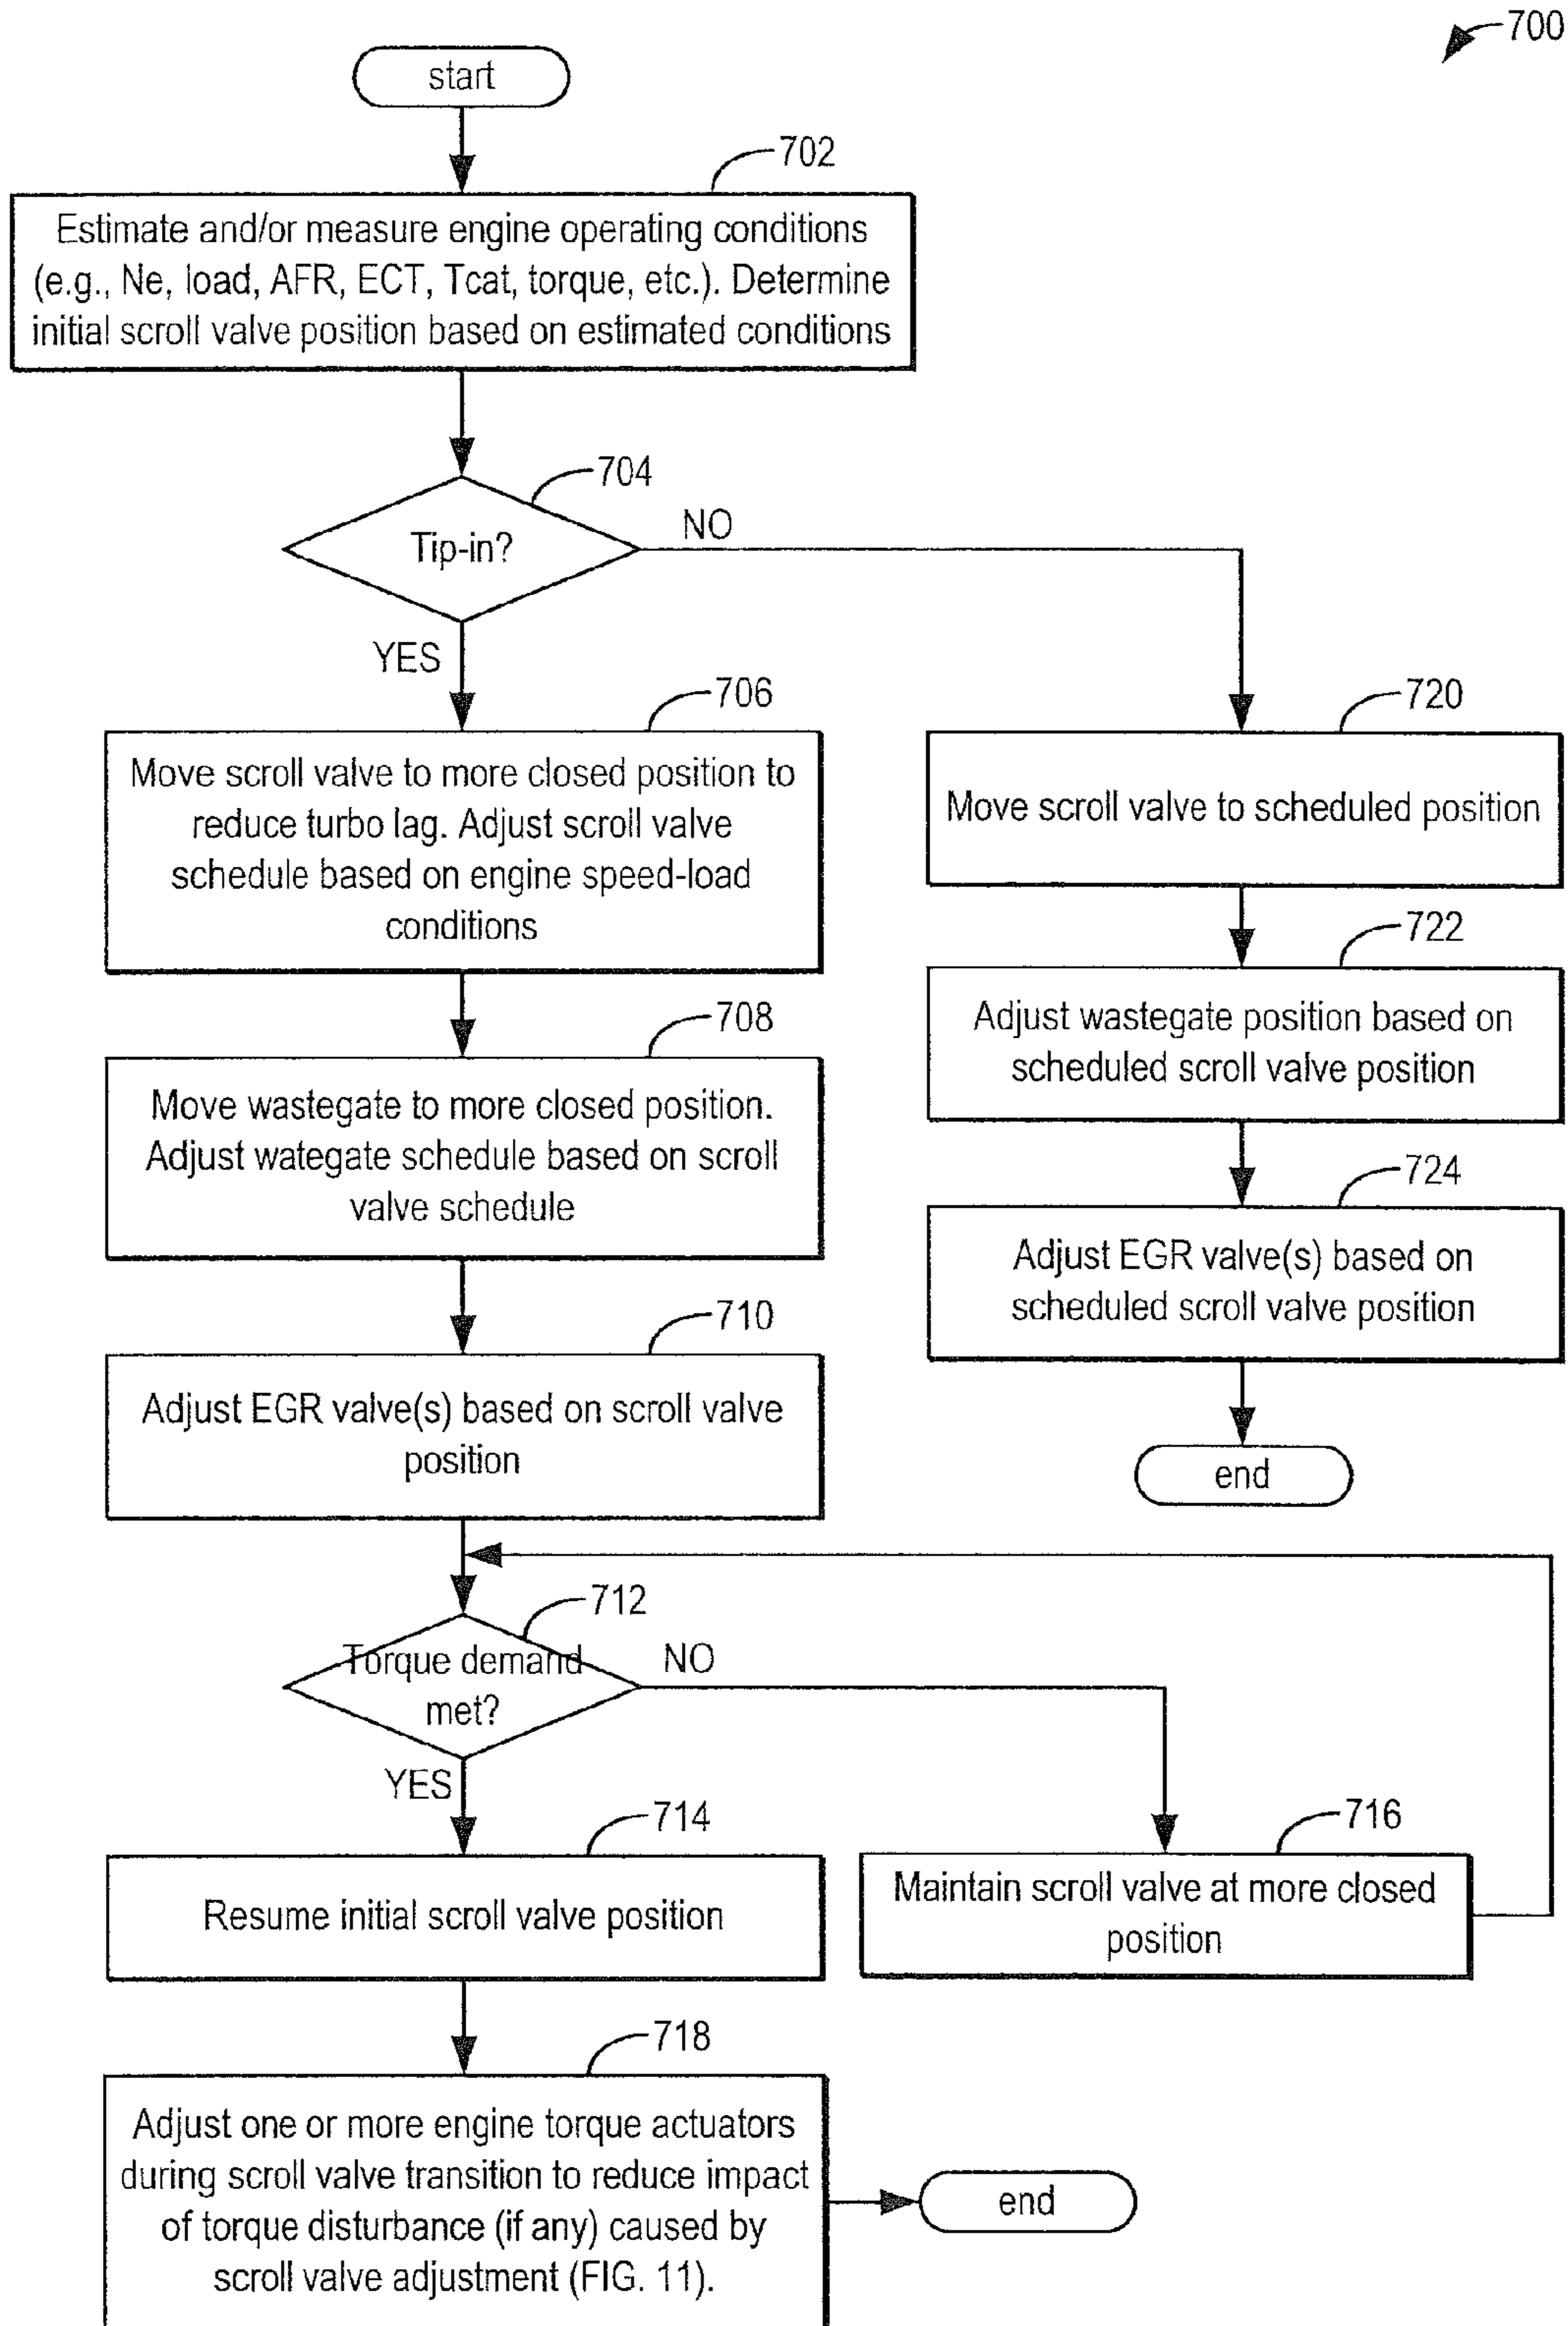 700
start
702
Estimate and/or measure engine operating conditions
(e.g., Ne, load, AFR, ECT, Tcat, torque, etc.). Determine
initial scroll valve position based on estimated conditions
704
Tip-in?
NO
YES
706
Move scroll valve to more closed position to
reduce turbo lag. Adjust scroll valve
schedule based on engine speed-load
conditions
708
Move wastegate to more closed position.
Adjust wategate schedule based on scroll
valve schedule
710
Adjust EGR valve(s) based on scroll valve
position
720
Move scroll valve to scheduled position
722
Adjust wastegate position based on
scheduled scroll valve position
724
Adjust EGR valve(s) based on
scheduled scroll valve position
end
712
Torque demand
met?
NO
YES
714
Resume initial scroll valve position
716
Maintain scroll valve at more closed
position
718
Adjust one or more engine torque actuators
during scroll valve transition to reduce impact
of torque disturbance (if any) caused by
scroll valve adjustment (FIG. 11).
end